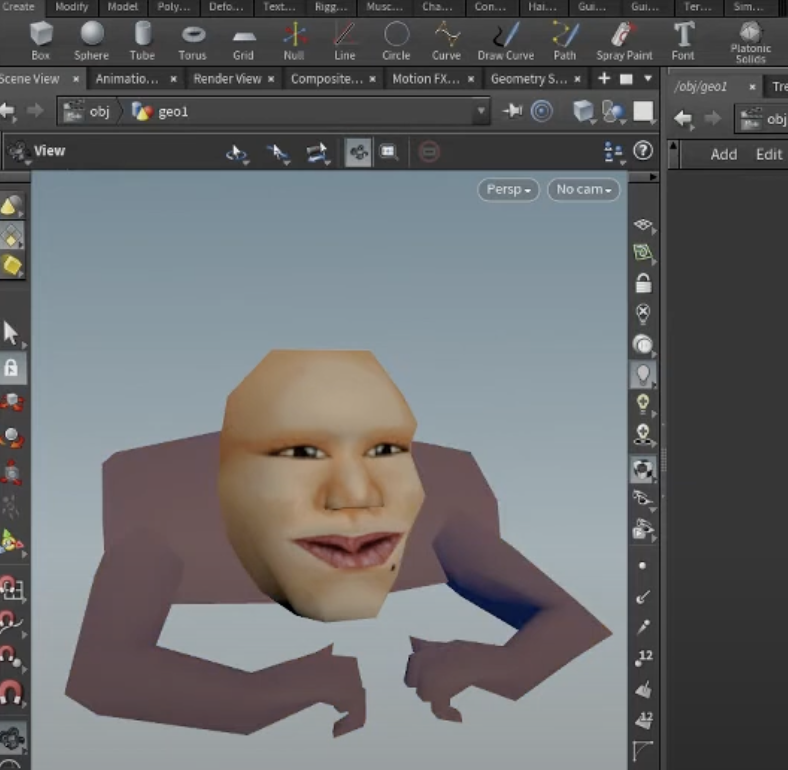 Create Modify Model Poly... Defo... Text... Rigg... Musc... Cha... Con... Hai... Gui... Gui... Ter... Sim...
Box Sphere Tube Torus Grid Null Line Circle Curve Draw Curve Path Spray Paint Font Platonic
Solids
Scene View × Animatio... × Render View × Composite... × Motion FX... × Geometry S... ×
/obj/geo1 × Tre
obj geo1
obj
View
Add Edit
Persp No cam
12
12